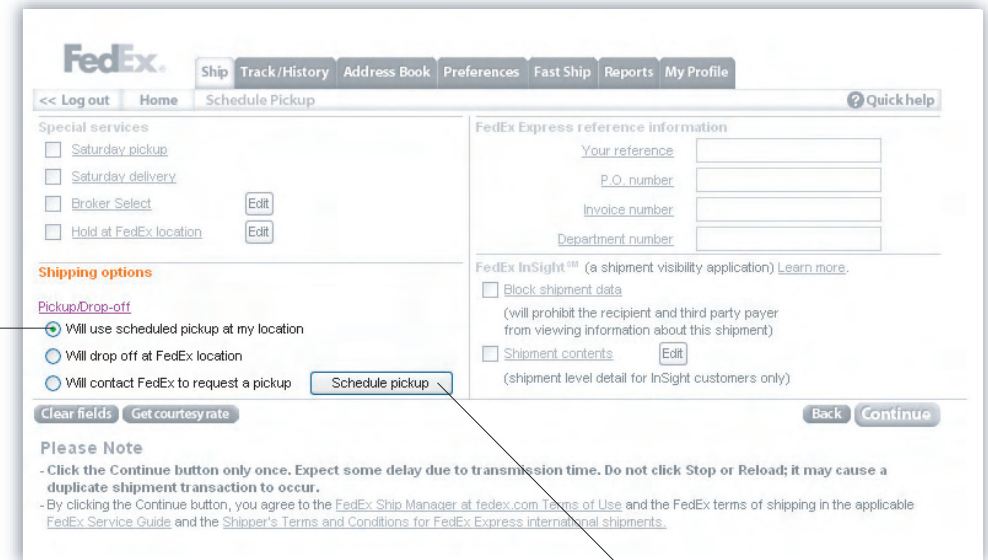 FedEx.
Ship Track/History Address Book Preferences Fast Ship Reports My Profile
<< Log out Home Schedule Pickup Quick help
Special services
Saturday pickup
Saturday delivery
Broker Select Edit
Hold at FedEx location Edit
FedEx Express reference information
Your reference
P.O. number
Invoice number
Department number
Shipping options
Pickup/Drop-off
Will use scheduled pickup at my location
Will drop off at FedEx location
Will contact FedEx to request a pickup Schedule pickup
FedEx InSight℠ (a shipment visibility application) Learn more.
Block shipment data
(will prohibit the recipient and third party payer
from viewing information about this shipment)
Shipment contents Edit
(shipment level detail for InSight customers only)
Clear fields Get courtesy rate Back Continue
Please Note
- Click the Continue button only once. Expect some delay due to transmission time. Do not click Stop or Reload; it may cause a
duplicate shipment transaction to occur.
- By clicking the Continue button, you agree to the FedEx Ship Manager at fedex.com Terms of Use and the FedEx terms of shipping in the applicable
FedEx Service Guide and the Shipper's Terms and Conditions for FedEx Express international shipments.